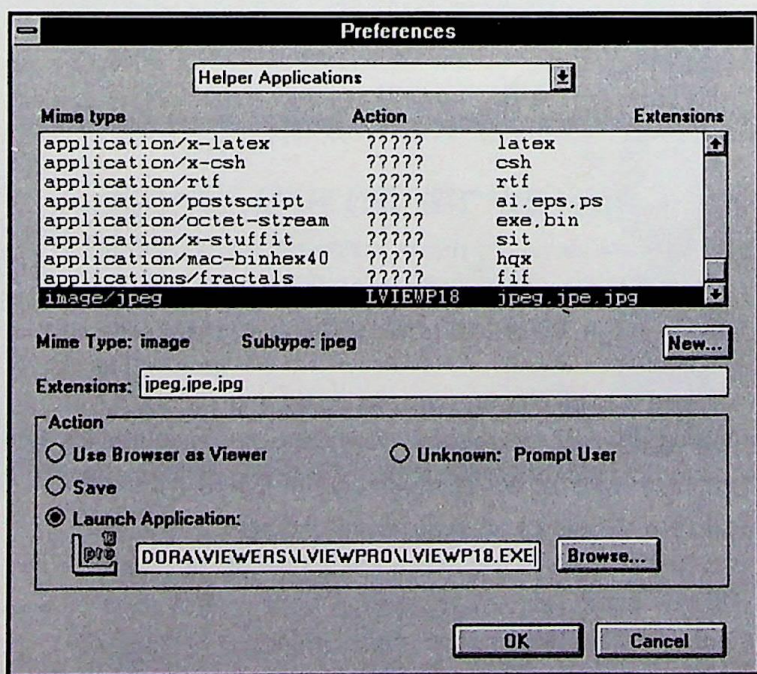 Preferences
Helper Applications
Mime type Action Extensions
application/x-latex ????? latex
application/x-csh ????? csh
application/rtf ????? rtf
application/postscript ????? ai,eps,ps
application/octet-stream ????? exe,bin
application/x-stuffit ????? sit
application/mac-binhex40 ????? hqx
applications/fractals ????? fif
image/jpeg LVIEWP18 jpeg,jpe,jpg
Mime Type: image Subtype: jpeg New...
Extensions: jpeg,jpe,jpg
Action
Use Browser as Viewer Unknown: Prompt User
Save
Launch Application:
pro DORA\VIEWERS\LVIEWPRO\LVIEWP18.EXE Browse...
OK Cancel